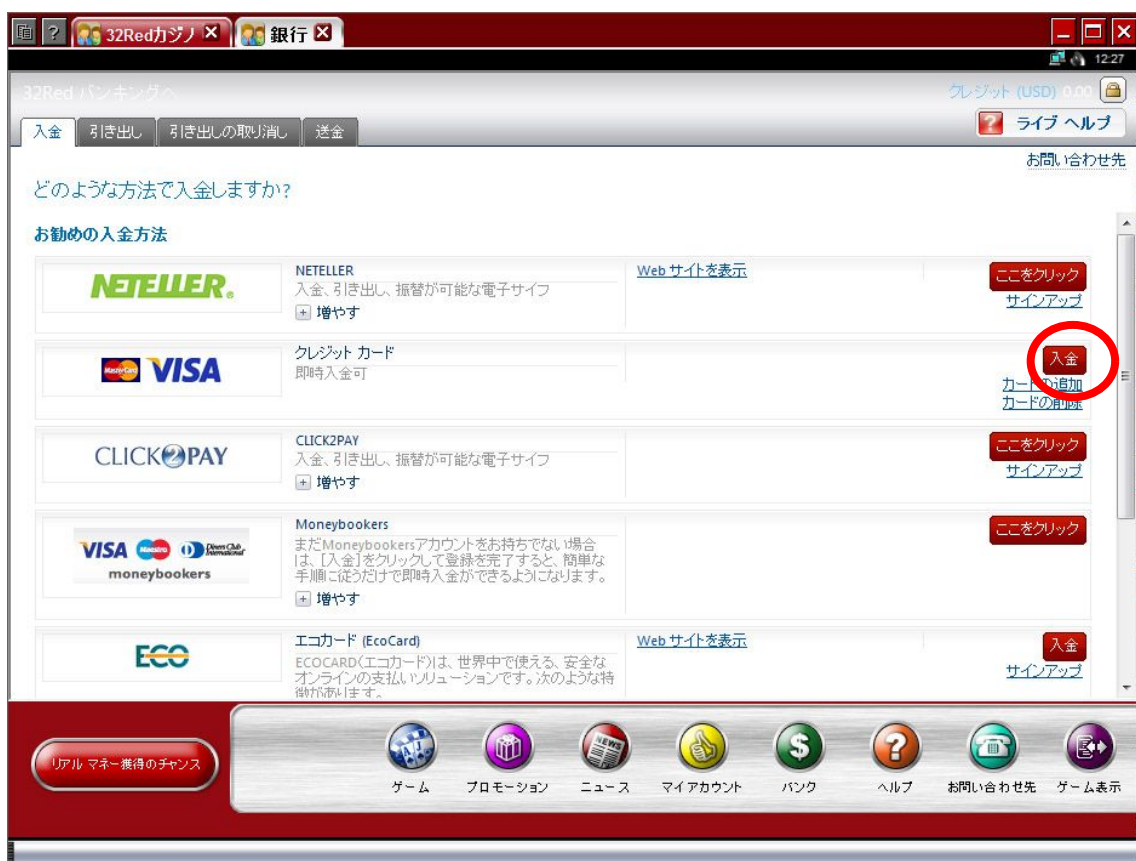 32Redカジノ
銀行
12:27
32Red バンキングへ
クレジット (USD) 0.00
入金
引き出し
引き出しの取り消し
送金
ライブ ヘルプ
お問い合わせ先
どのような方法で入金しますか?
お勧めの入金方法
NETELLER®
NETELLER
入金、引き出し、振替が可能な電子サイフ
増やす
Web サイトを表示
ここをクリック
サインアップ
MasterCard VISA
クレジット カード
即時入金可
入金
カードの追加
カードの削除
CLICK2PAY
CLICK2PAY
入金、引き出し、振替が可能な電子サイフ
増やす
ここをクリック
サインアップ
VISA Maestro Diners Club International
moneybookers
Moneybookers
まだMoneybookersアカウントをお持ちでない場合
は、[入金]をクリックして登録を完了すると、簡単な
手順に従うだけで即時入金ができるようになります。
増やす
ここをクリック
ECO
エコカード (EcoCard)
ECOCARD(エコカード)は、世界中で使える、安全な
オンラインの支払いソリューションです。次のような特
徴があります。
Web サイトを表示
入金
サインアップ
リアル マネー獲得のチャンス
ゲーム
プロモーション
NEWS
ニュース
マイアカウント
バンク
ヘルプ
お問い合わせ先
ゲーム表示